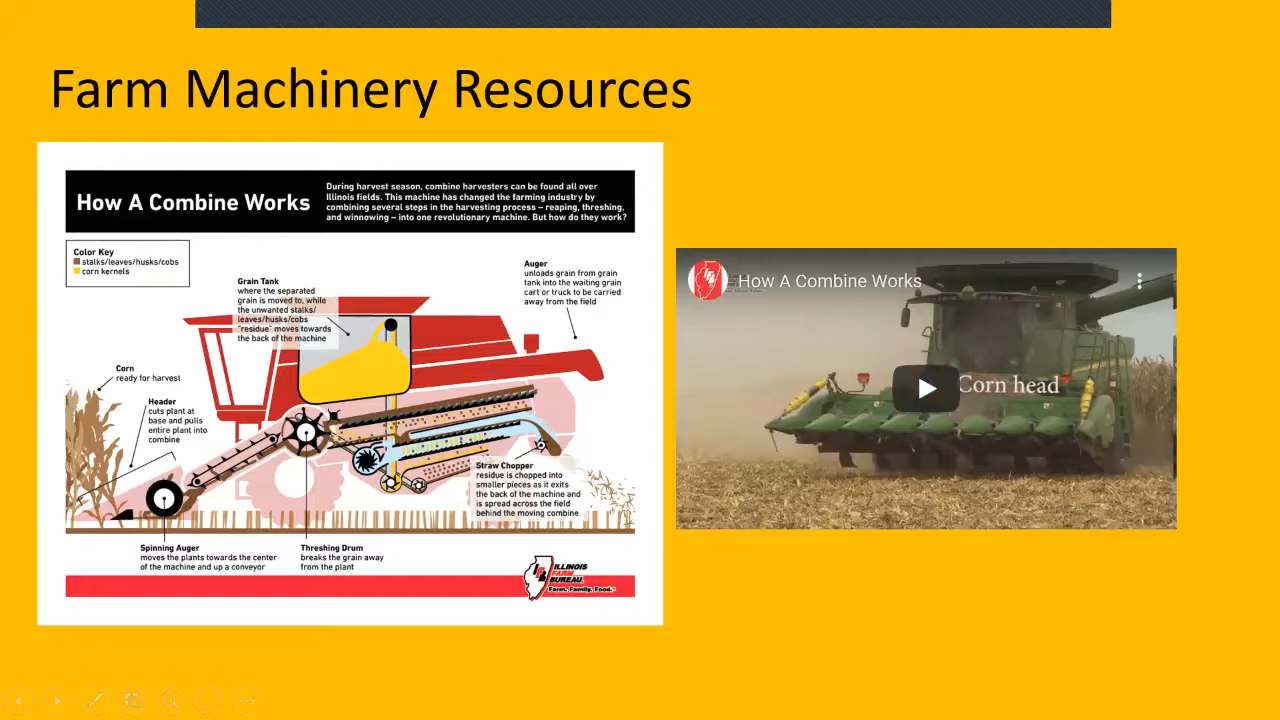 Farm Machinery Resources
How A Combine Works
During harvest season, combine harvesters can be found all over
Illinois fields. This machine has changed the farming industry by
combining several steps in the harvesting process – reaping, threshing,
and winnowing – into one revolutionary machine. But how do they work?
Color Key
stalks/leaves/husks/cobs
corn kernels
Grain Tank
where the separated
grain is moved to, while
the unwanted stalks/
leaves/husks/cobs
"residue" moves towards
the back of the machine
Auger
unloads grain from grain
tank into the waiting grain
cart or truck to be carried
away from the field
Corn
ready for harvest
Header
cuts plant at
base and pulls
entire plant into
combine
Straw Chopper
residue is chopped into
smaller pieces as it exits
the back of the machine and
is spread across the field
behind the moving combine
Spinning Auger
moves the plants towards the center
of the machine and up a conveyor
Threshing Drum
breaks the grain away
from the plant
ILLINOIS
FARM
BUREAU.
Farm. Family. Food.
How A Combine Works
Corn head